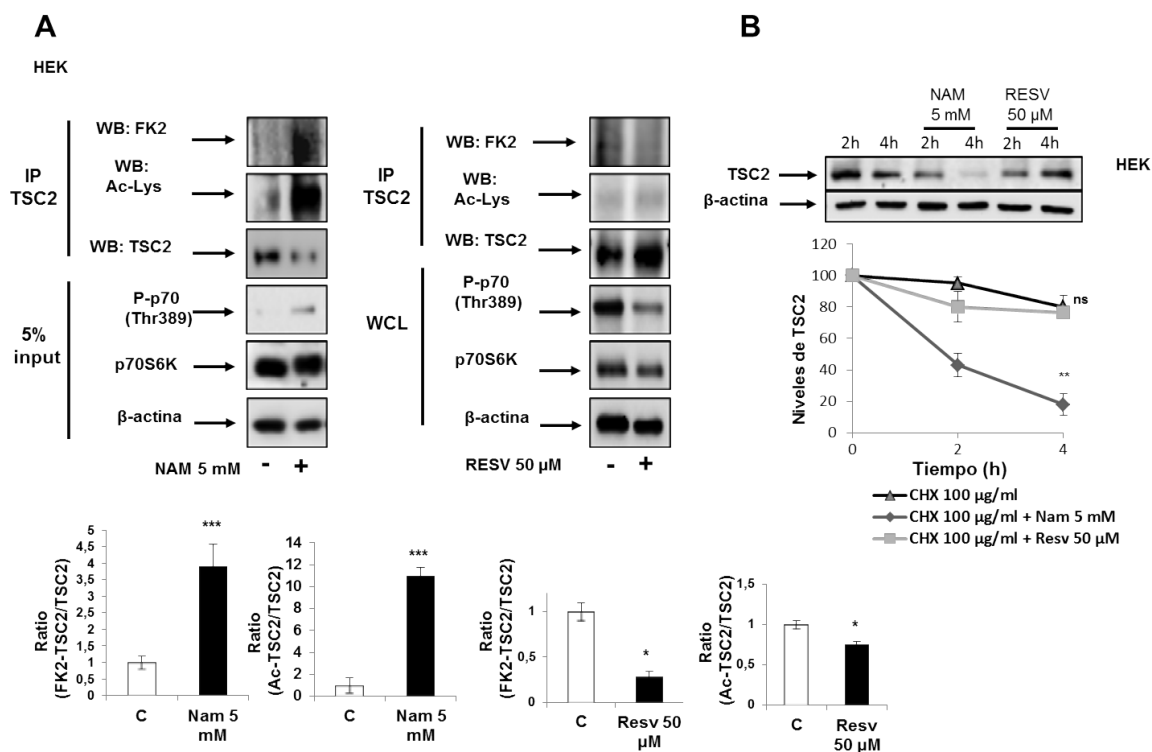 A
HEK
IP
TSC2
WB: FK2
WB:
Ac-Lys
WB: TSC2
5%
input
P-p70
(Thr389)
p70S6K
β-actina
NAM 5 mM - +
IP
TSC2
WB: FK2
WB:
Ac-Lys
WB: TSC2
WCL
P-p70
(Thr389)
p70S6K
β-actina
RESV 50 µM - +
B
NAM
5 mM
RESV
50 µM
2h 4h 2h 4h 2h 4h
TSC2
HEK
β-actina
Niveles de TSC2
120
100
80
60
40
20
0
ns
**
0 2 4
Tiempo (h)
CHX 100 µg/ml
CHX 100 µg/ml + Nam 5 mM
CHX 100 µg/ml + Resv 50 µM
Ratio
(FK2-TSC2/TSC2)
5
4,5
4
3,5
3
2,5
2
1,5
1
0,5
0
***
C Nam 5
mM
Ratio
(Ac-TSC2/TSC2)
14
12
10
8
6
4
2
0
***
C Nam 5
mM
Ratio
(FK2-TSC2/TSC2)
1
0,5
0
*
C Resv 50
µM
Ratio
(Ac-TSC2/TSC2)
1,5
1
0,5
0
*
C Resv
50 µM